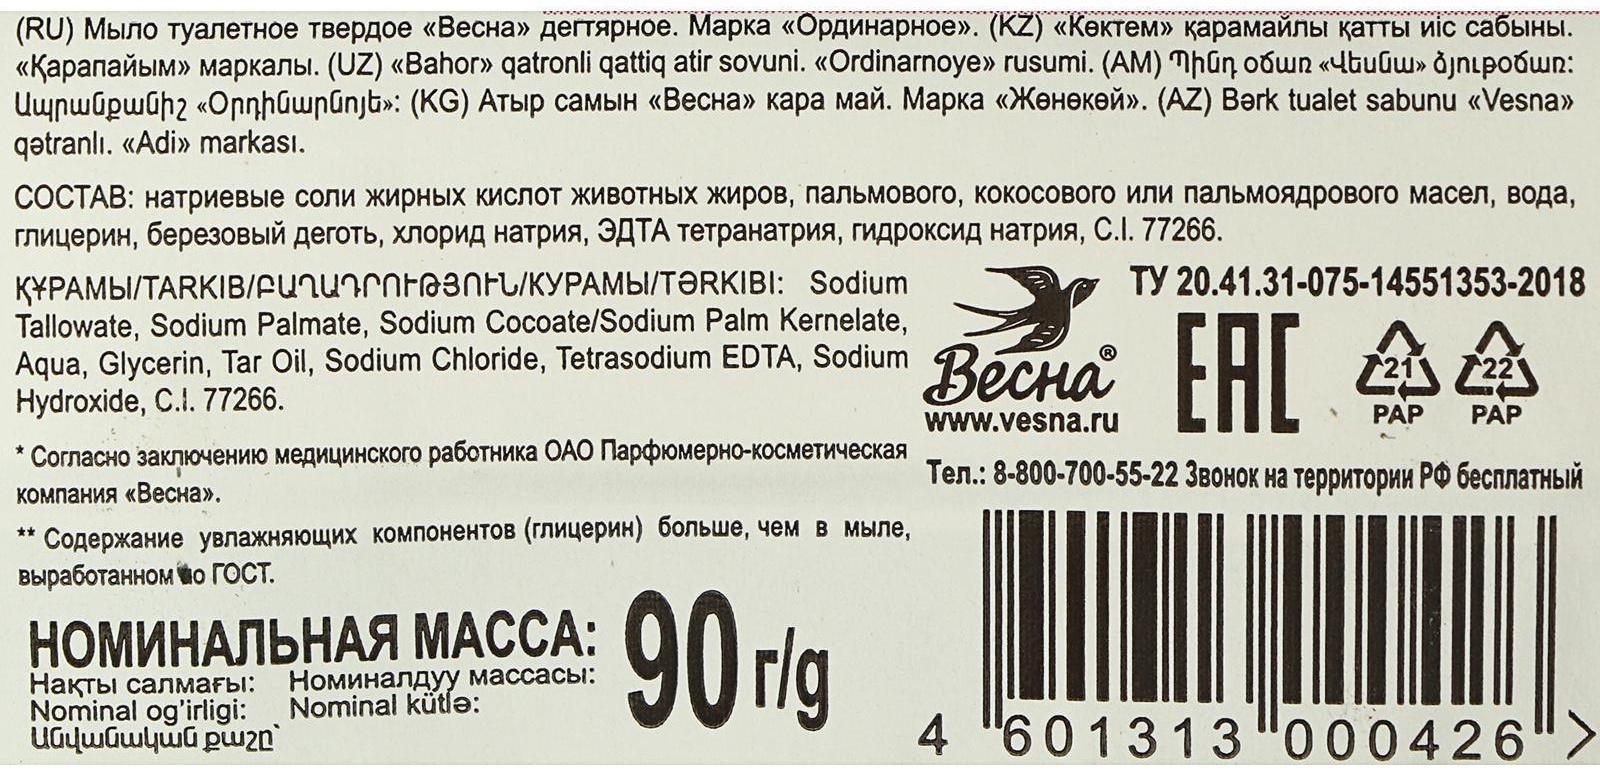 (RU) Мыло туалетное твердое «Весна» дегтярное. Марка «Ординарное». (KZ) «Көктем» қарамайлы қатты иіс сабыны.
«Қарапайым» маркалы. (UZ) «Bahor» qatronli qattiq atir sovuni. «Ordinarnoye» rusumi. (AM) Պինդ օճառ «Վեսնա» ձյութօճառ:
Ապրանքանիշ «Օրդինարնոյե»: (KG) Атыр самын «Весна» кара май. Марка «Жөнөкөй». (AZ) Bərk tualet sabunu «Vesna»
qətranlı. «Adi» markası.
СОСТАВ: натриевые соли жирных кислот животных жиров, пальмового, кокосового или пальмоядрового масел, вода,
глицерин, березовый деготь, хлорид натрия, ЭДТА тетранатрия, гидроксид натрия, C.I. 77266.
ҚҰРАМЫ/TARKIB/ԲԱՂԱԴՐՈՒԹՅՈՒՆ/КУРАМЫ/TƏRKIBI: Sodium
Tallowate, Sodium Palmate, Sodium Cocoate/Sodium Palm Kernelate,
Aqua, Glycerin, Tar Oil, Sodium Chloride, Tetrasodium EDTA, Sodium
Hydroxide, C.I. 77266.
* Согласно заключению медицинского работника ОАО Парфюмерно-косметическая
компания «Весна».
** Содержание увлажняющих компонентов (глицерин) больше, чем в мыле,
выработанном по ГОСТ.
НОМИНАЛЬНАЯ МАССА: 90 г/g
Нақты салмағы: Номиналдуу массасы:
Nominal og'irligi: Nominal kütlə:
Անվանական քաշը՝
ТУ 20.41.31-075-14551353-2018
Весна®
www.vesna.ru
EAC
21 22
PAP PAP
Тел.: 8-800-700-55-22 Звонок на территории РФ бесплатный
4 601313 000426 >